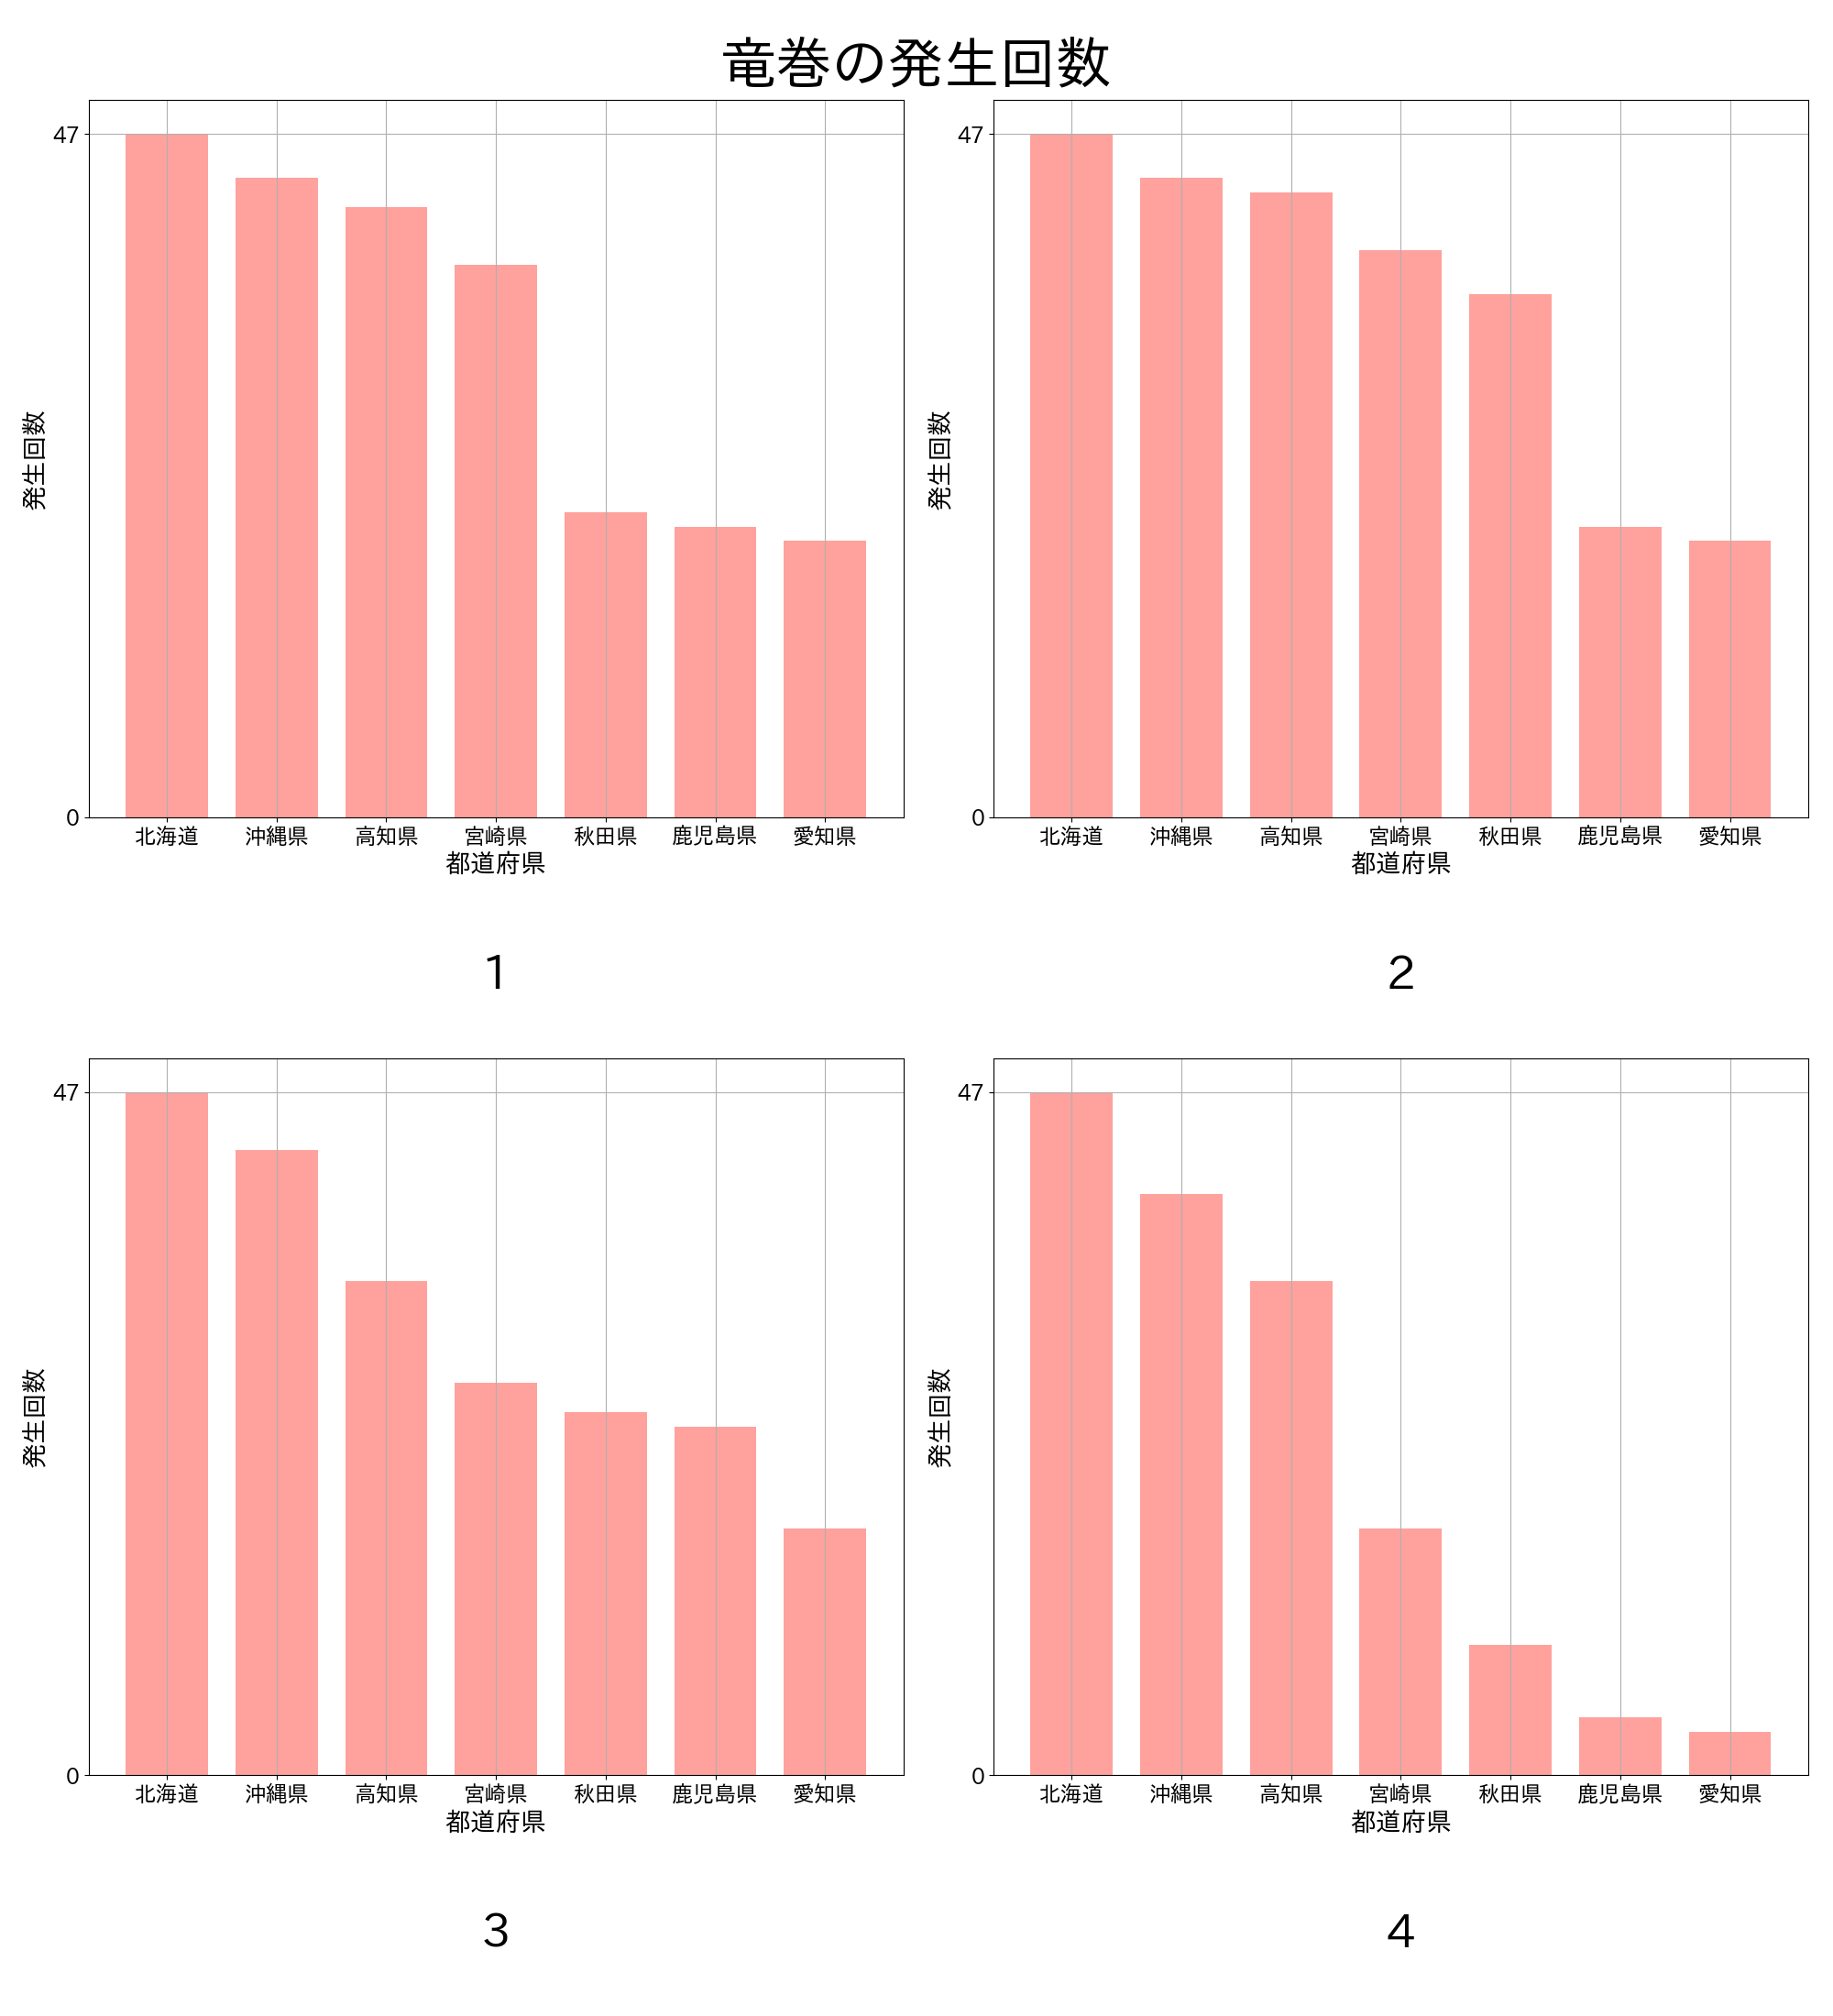 竜巻の発生回数
47
0
発生回数
北海道 沖縄県 高知県 宮崎県 秋田県 鹿児島県 愛知県
都道府県
1
47
0
発生回数
北海道 沖縄県 高知県 宮崎県 秋田県 鹿児島県 愛知県
都道府県
2
47
0
発生回数
北海道 沖縄県 高知県 宮崎県 秋田県 鹿児島県 愛知県
都道府県
3
47
0
発生回数
北海道 沖縄県 高知県 宮崎県 秋田県 鹿児島県 愛知県
都道府県
4